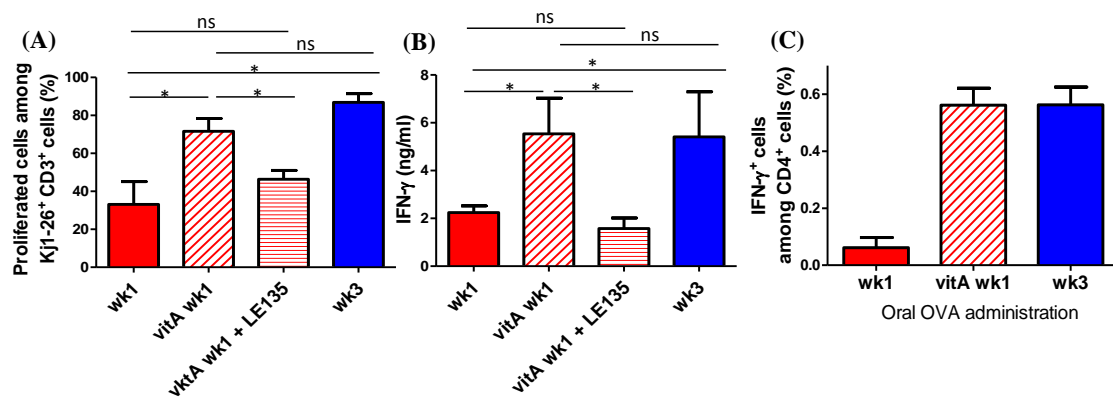 (A)
ns
ns
*
*
*
Proliferated cells among
Kj1-26+ CD3+ cells (%)
100
80
60
40
20
0
wk1
vitA wk1
vktA wk1 + LE135
wk3
(B)
ns
ns
*
*
*
IFN-γ (ng/ml)
8
6
4
2
0
wk1
vitA wk1
vitA wk1 + LE135
wk3
(C)
IFN-γ+ cells
among CD4+ cells (%)
0.6
0.4
0.2
0.0
wk1
vitA wk1
wk3
Oral OVA administration